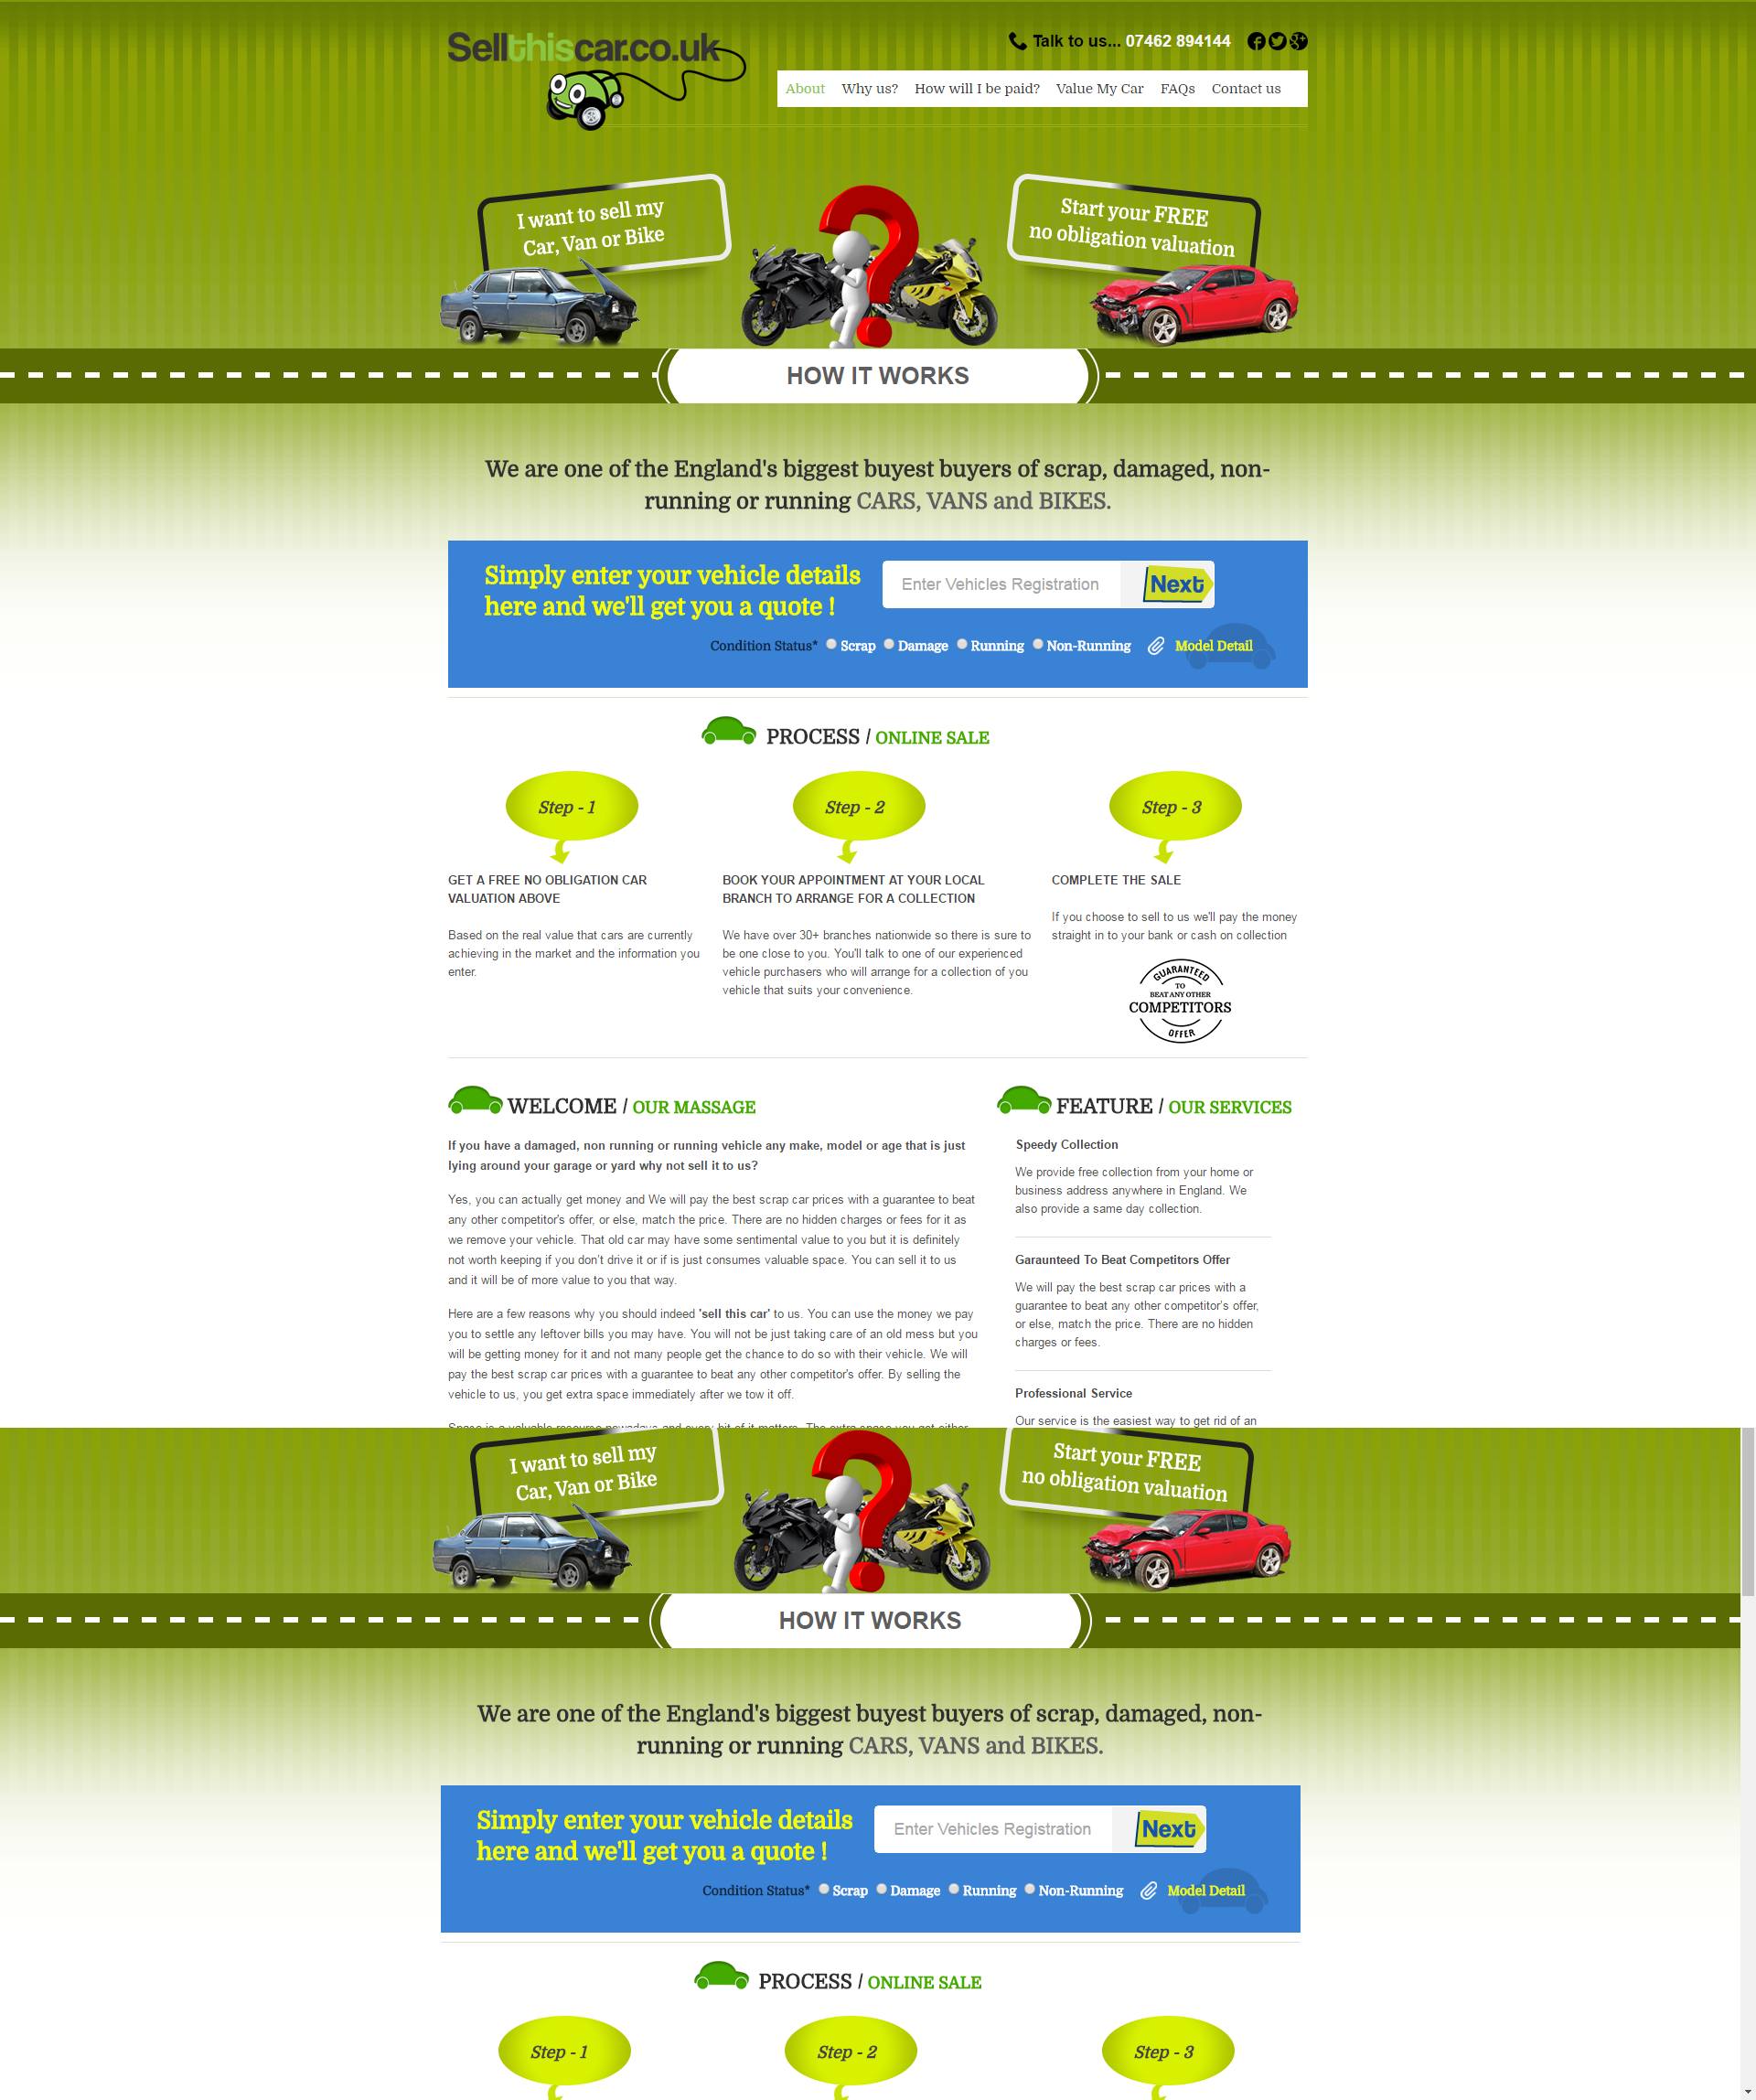 Sellthiscar.co.uk
Talk to us... 07462 894144
About Why us? How will I be paid? Value My Car FAQs Contact us
I want to sell my
Car, Van or Bike
Start your FREE
no obligation valuation
HOW IT WORKS
We are one of the England's biggest buyest buyers of scrap, damaged, non-
running or running CARS, VANS and BIKES.
Simply enter your vehicle details
here and we'll get you a quote !
Enter Vehicles Registration
Next
Condition Status* Scrap Damage Running Non-Running Model Detail
PROCESS / ONLINE SALE
Step - 1
Step - 2
Step - 3
GET A FREE NO OBLIGATION CAR
VALUATION ABOVE
Based on the real value that cars are currently
achieving in the market and the information you
enter.
BOOK YOUR APPOINTMENT AT YOUR LOCAL
BRANCH TO ARRANGE FOR A COLLECTION
We have over 30+ branches nationwide so there is sure to
be one close to you. You'll talk to one of our experienced
vehicle purchasers who will arrange for a collection of you
vehicle that suits your convenience.
COMPLETE THE SALE
If you choose to sell to us we'll pay the money
straight in to your bank or cash on collection
GUARANTEED
TO
BEAT ANY OTHER
COMPETITORS
OFFER
WELCOME / OUR MASSAGE
If you have a damaged, non running or running vehicle any make, model or age that is just
lying around your garage or yard why not sell it to us?
Yes, you can actually get money and We will pay the best scrap car prices with a guarantee to beat
any other competitor's offer, or else, match the price. There are no hidden charges or fees for it as
we remove your vehicle. That old car may have some sentimental value to you but it is definitely
not worth keeping if you don't drive it or if is just consumes valuable space. You can sell it to us
and it will be of more value to you that way.
Here are a few reasons why you should indeed 'sell this car' to us. You can use the money we pay
you to settle any leftover bills you may have. You will not be just taking care of an old mess but you
will be getting money for it and not many people get the chance to do so with their vehicle. We will
pay the best scrap car prices with a guarantee to beat any other competitor's offer. By selling the
vehicle to us, you get extra space immediately after we tow it off.
Space is a valuable resource nowadays and every bit of it matters. The extra space you get either
FEATURE / OUR SERVICES
Speedy Collection
We provide free collection from your home or
business address anywhere in England. We
also provide a same day collection.
Garaunteed To Beat Competitors Offer
We will pay the best scrap car prices with a
guarantee to beat any other competitor's offer,
or else, match the price. There are no hidden
charges or fees.
Professional Service
Our service is the easiest way to get rid of an
I want to sell my
Car, Van or Bike
Start your FREE
no obligation valuation
HOW IT WORKS
We are one of the England's biggest buyest buyers of scrap, damaged, non-
running or running CARS, VANS and BIKES.
Simply enter your vehicle details
here and we'll get you a quote !
Enter Vehicles Registration
Next
Condition Status* Scrap Damage Running Non-Running Model Detail
PROCESS / ONLINE SALE
Step - 1
Step - 2
Step - 3